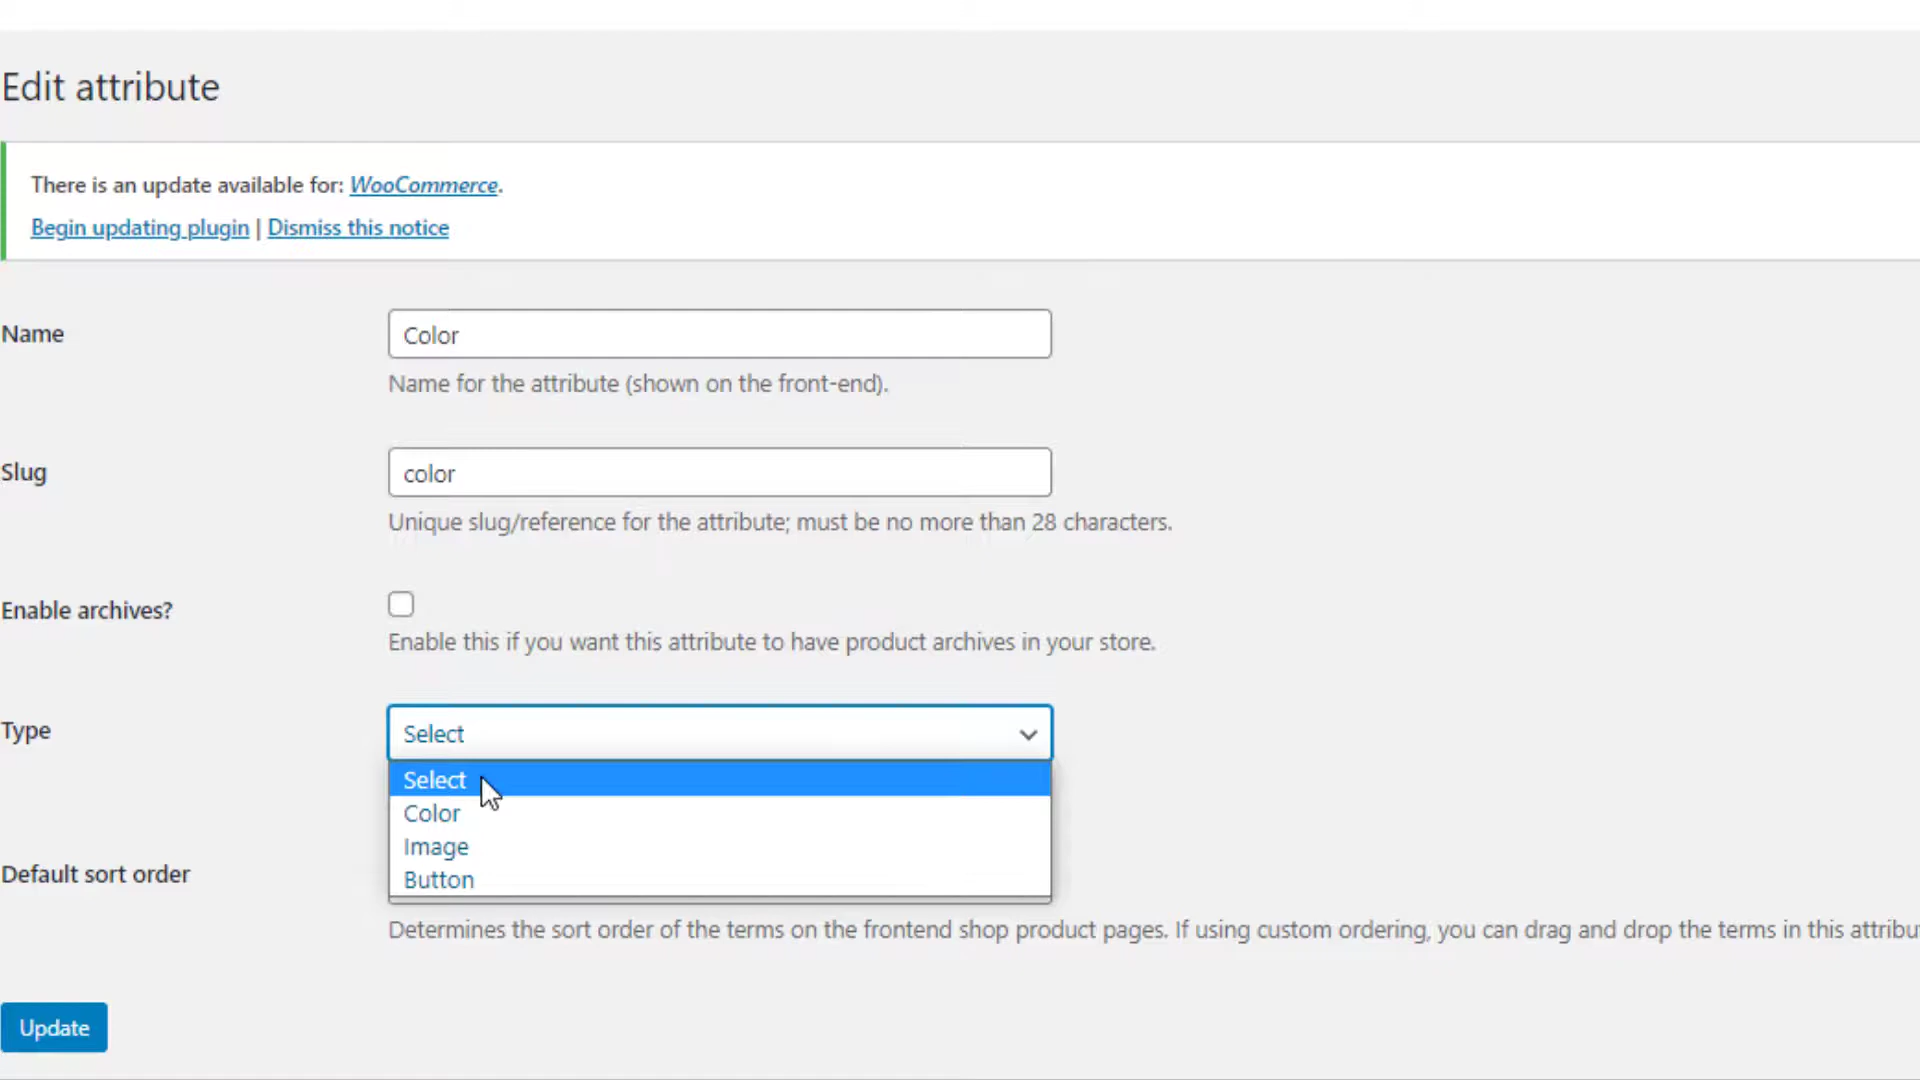 Edit attribute
There is an update available for: WooCommerce.
Begin updating plugin | Dismiss this notice
Name
Color
Name for the attribute (shown on the front-end).
Slug
color
Unique slug/reference for the attribute; must be no more than 28 characters.
Enable archives?
Enable this if you want this attribute to have product archives in your store.
Type
Select
Select
Color
Image
Button
Default sort order
Determines the sort order of the terms on the frontend shop product pages. If using custom ordering, you can drag and drop the terms in this
Update